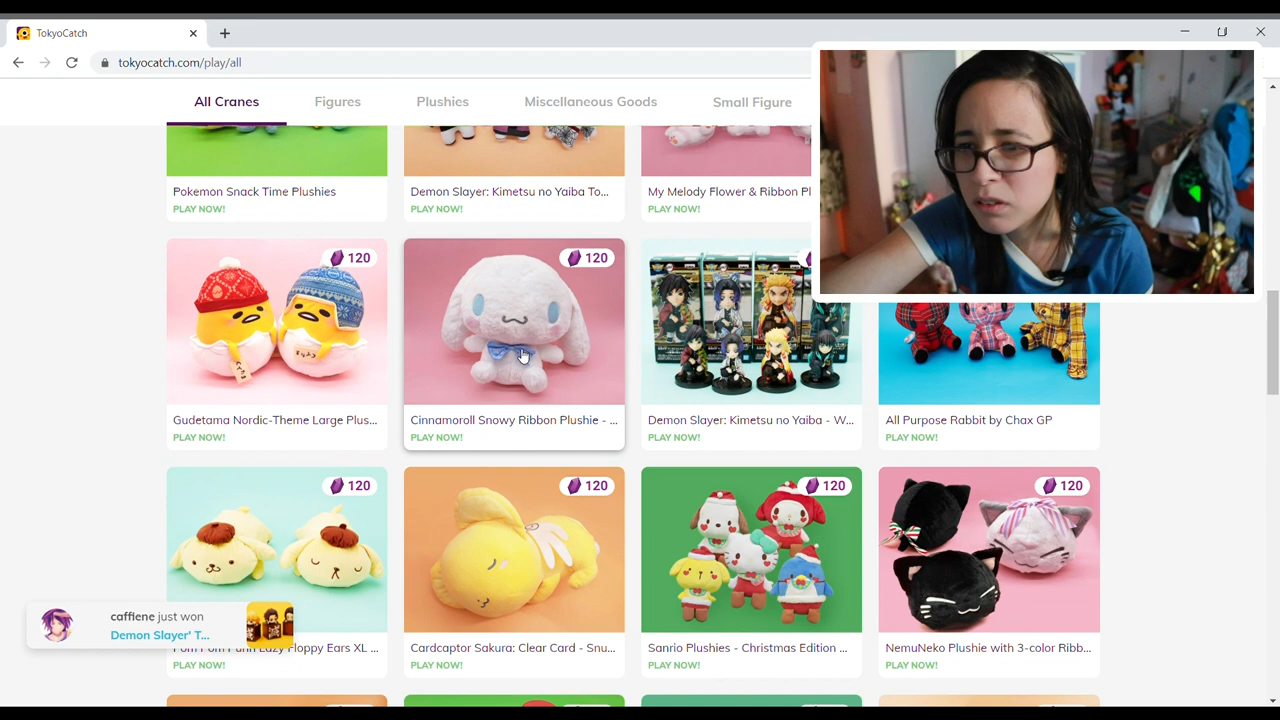 TokyoCatch
tokyocatch.com/play/all
All Cranes
Figures
Plushies
Miscellaneous Goods
Small Figure
Pokemon Snack Time Plushies
PLAY NOW!
Demon Slayer: Kimetsu no Yaiba To...
PLAY NOW!
My Melody Flower & Ribbon Pl
PLAY NOW!
120
Gudetama Nordic-Theme Large Plus...
PLAY NOW!
120
Cinnamoroll Snowy Ribbon Plushie - ...
PLAY NOW!
Demon Slayer: Kimetsu no Yaiba - W...
PLAY NOW!
All Purpose Rabbit by Chax GP
PLAY NOW!
120
Floppy Ears XL ...
PLAY NOW!
120
Cardcaptor Sakura: Clear Card - Snu...
PLAY NOW!
120
Sanrio Plushies - Christmas Edition ...
PLAY NOW!
120
NemuNeko Plushie with 3-color Ribb...
PLAY NOW!
caffiene just won
Demon Slayer' T...